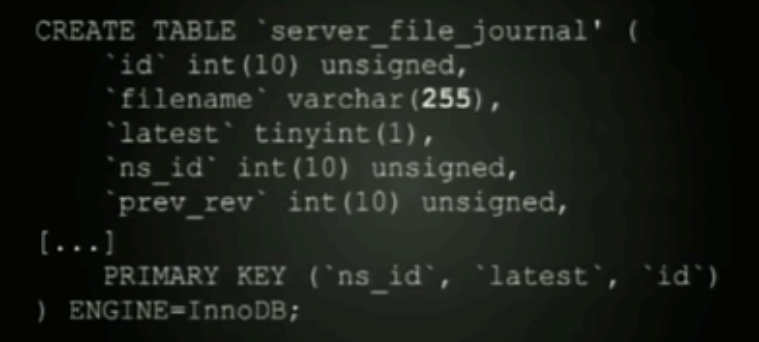 CREATE TABLE `server_file_journal' (
`id` int(10) unsigned,
`filename` varchar(255),
`latest` tinyint(1),
`ns_id` int(10) unsigned,
`prev_rev` int(10) unsigned,
[...]
PRIMARY KEY (`ns_id`, `latest`, `id`)
) ENGINE=InnoDB;